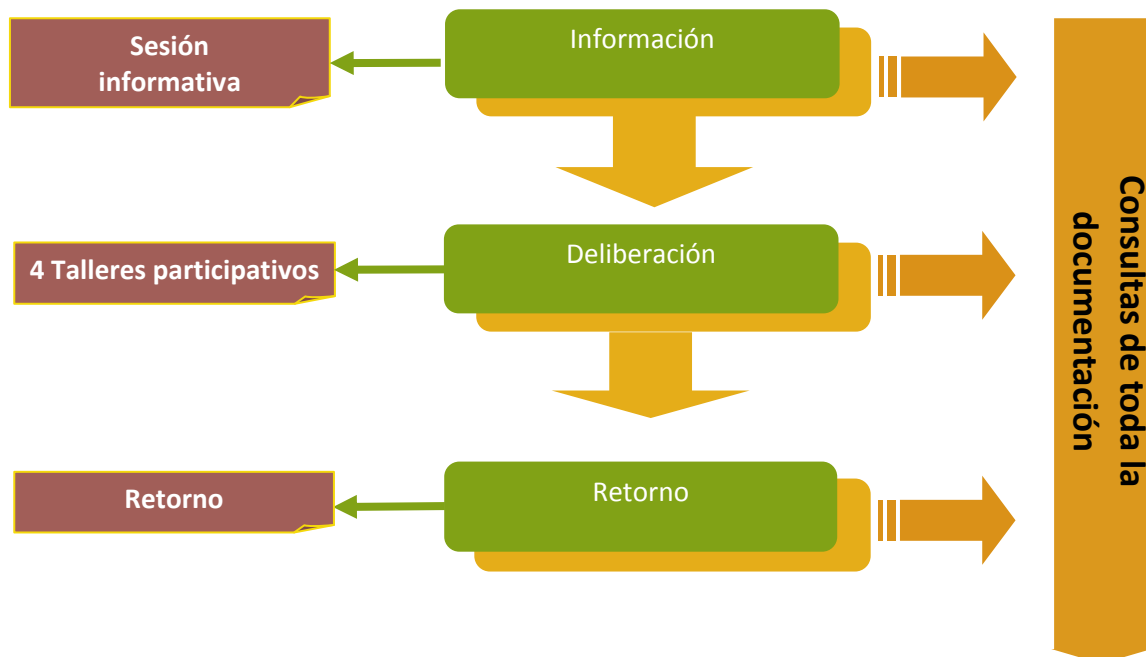 Sesión
informativa
Información
4 Talleres participativos
Deliberación
Retorno
Retorno
Consultas de toda la
documentación